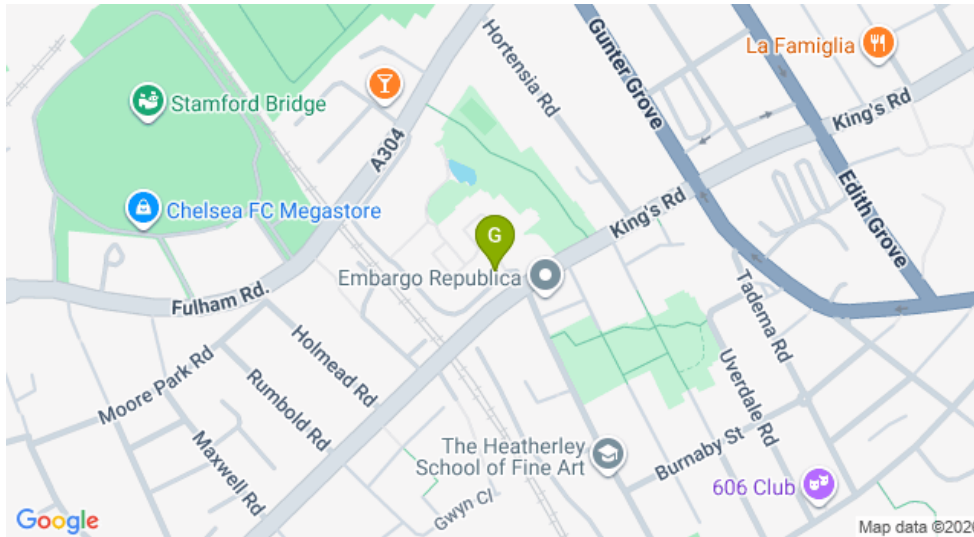 Hortensia Rd
Gunter Grove
La Famiglia
Stamford Bridge
A304
King's Rd
Edith Grove
Chelsea FC Megastore
King's Rd
G
Embargo Republica
Fulham Rd.
Tadema Rd
Holmead Rd
Moore Park Rd
Rumbold Rd
Uverdale Rd
Maxwell Rd
The Heatherley
School of Fine Art
Burnaby St
606 Club
Gwyn Cl
Google
Map data ©202